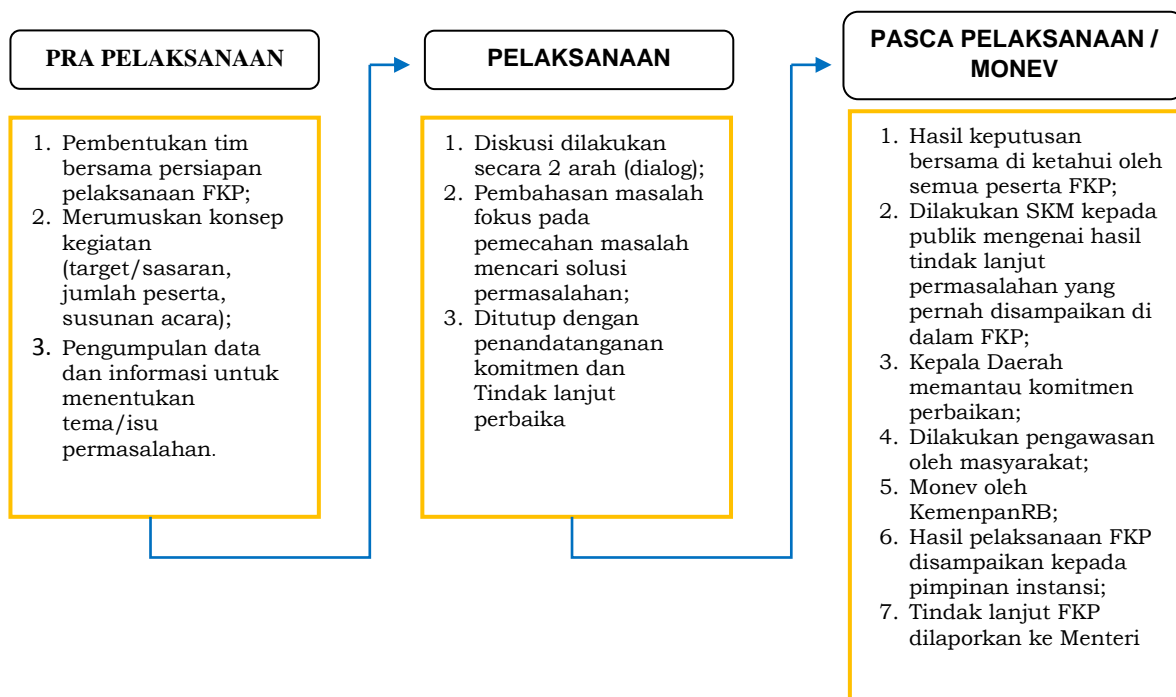 PRA PELAKSANAAN
1. Pembentukan tim
bersama persiapan
pelaksanaan FKP;
2. Merumuskan konsep
kegiatan
(target/sasaran,
jumlah peserta,
susunan acara);
3. Pengumpulan data
dan informasi untuk
menentukan
tema/isu
permasalahan.
PELAKSANAAN
1. Diskusi dilakukan
secara 2 arah (dialog);
2. Pembahasan masalah
fokus pada
pemecahan masalah
mencari solusi
permasalahan;
3. Ditutup dengan
penandatanganan
komitmen dan
Tindak lanjut
perbaika
PASCA PELAKSANAAN /
MONEV
1. Hasil keputusan
bersama di ketahui oleh
semua peserta FKP;
2. Dilakukan SKM kepada
publik mengenai hasil
tindak lanjut
permasalahan yang
pernah disampaikan di
dalam FKP;
3. Kepala Daerah
memantau komitmen
perbaikan;
4. Dilakukan pengawasan
oleh masyarakat;
5. Monev oleh
KemenpanRB;
6. Hasil pelaksanaan FKP
disampaikan kepada
pimpinan instansi;
7. Tindak lanjut FKP
dilaporkan ke Menteri